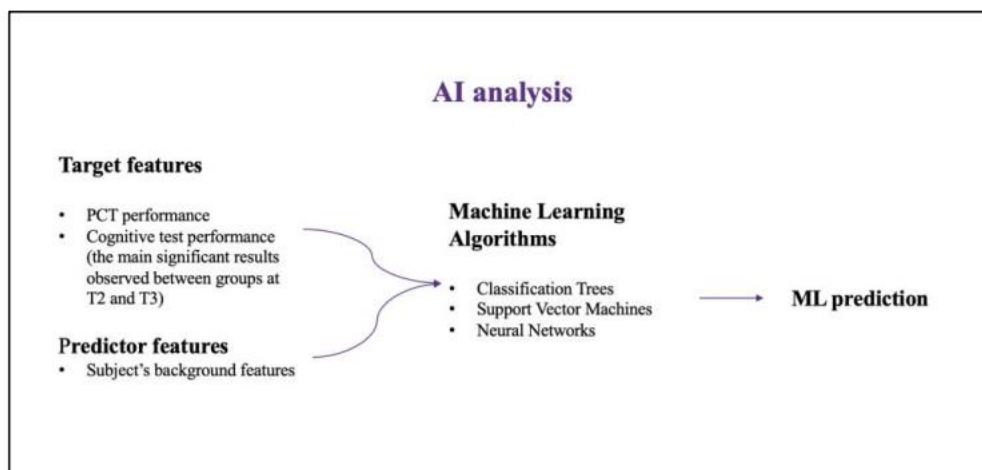 AI analysis
Target features
• PCT performance
• Cognitive test performance
(the main significant results
observed between groups at
T2 and T3)
Predictor features
• Subject's background features
Machine Learning
Algorithms
• Classification Trees
• Support Vector Machines
• Neural Networks
ML prediction